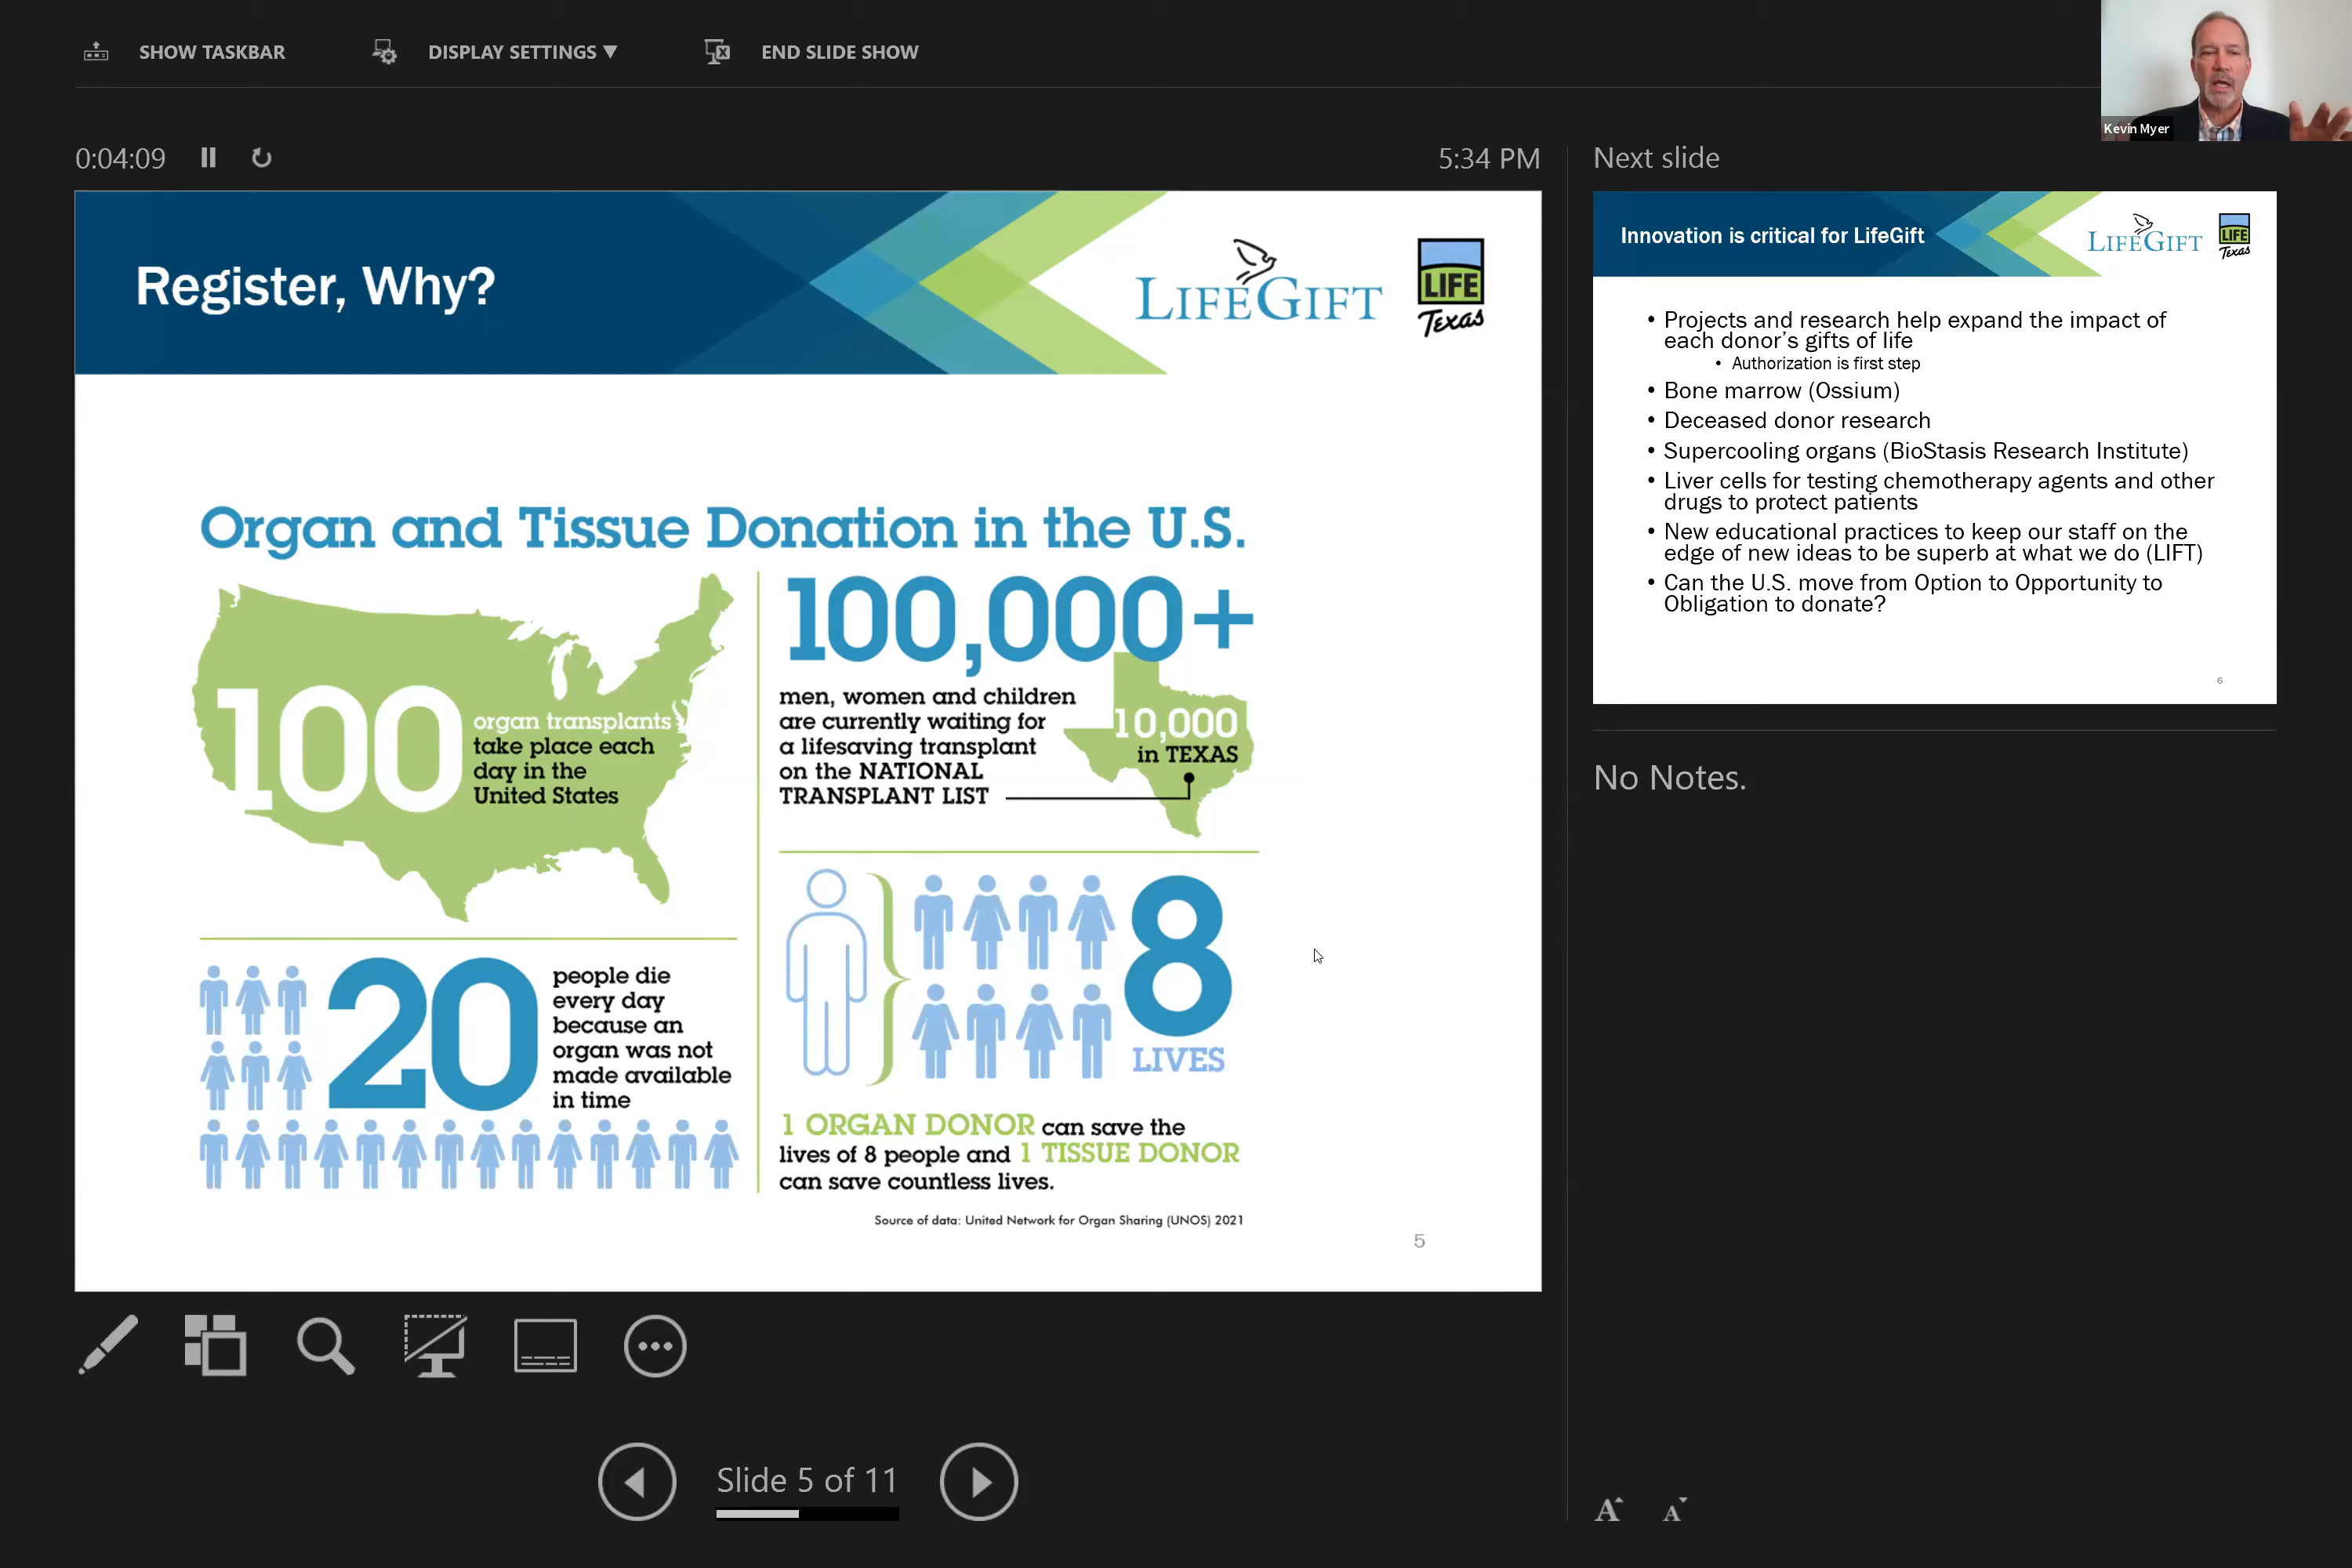 SHOW TASKBAR
DISPLAY SETTINGS ▼
END SLIDE SHOW
Kevin Myer
0:04:09
5:34 PM
Next slide
Register, Why?
LIFEGIFT
LIFE
Texas
Organ and Tissue Donation in the U.S.
100
organ transplants
take place each
day in the
United States
100,000+
men, women and children
are currently waiting for
a lifesaving transplant
on the NATIONAL
TRANSPLANT LIST
10,000
in TEXAS
20
people die
every day
because an
organ was not
made available
in time
8
LIVES
1 ORGAN DONOR can save the
lives of 8 people and 1 TISSUE DONOR
can save countless lives.
Source of data: United Network for Organ Sharing (UNOS) 2021
5
Innovation is critical for LifeGift
LIFEGIFT
LIFE
Texas
• Projects and research help expand the impact of
each donor's gifts of life
• Authorization is first step
• Bone marrow (Ossium)
• Deceased donor research
• Supercooling organs (BioStasis Research Institute)
• Liver cells for testing chemotherapy agents and other
drugs to protect patients
• New educational practices to keep our staff on the
edge of new ideas to be superb at what we do (LIFT)
• Can the U.S. move from Option to Opportunity to
Obligation to donate?
6
No Notes.
Slide 5 of 11
A A